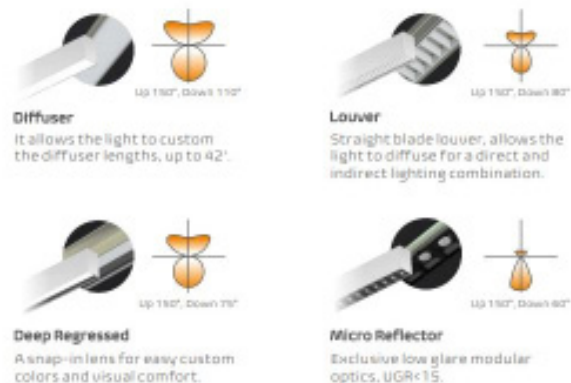 Up 150°, Down 110°
Diffuser
It allows the light to custom
the diffuser lengths, up to 42'.
Up 150°, Down 80°
Louver
Straight blade louver, allows the
light to diffuse for a direct and
indirect lighting combination.
Up 150°, Down 75°
Deep Regressed
A snap-in lens for easy custom
colors and visual comfort.
Up 150°, Down 60°
Micro Reflector
Exclusive low glare modular
optics, UGR<15.